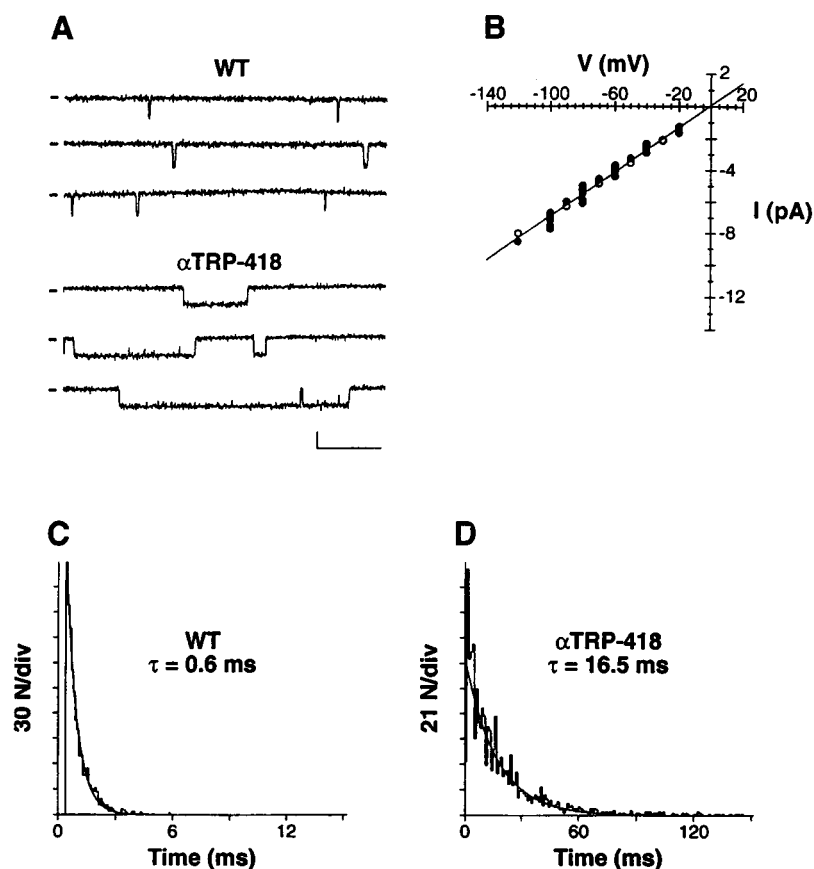 A
WT
αTRP-418
B
V (mV)
-140 -100 -60 -20 20
2
-4
-8
-12
I (pA)
C
30 N/div
WT
τ = 0.6 ms
0 6 12
Time (ms)
D
21 N/div
αTRP-418
τ = 16.5 ms
0 60 120
Time (ms)